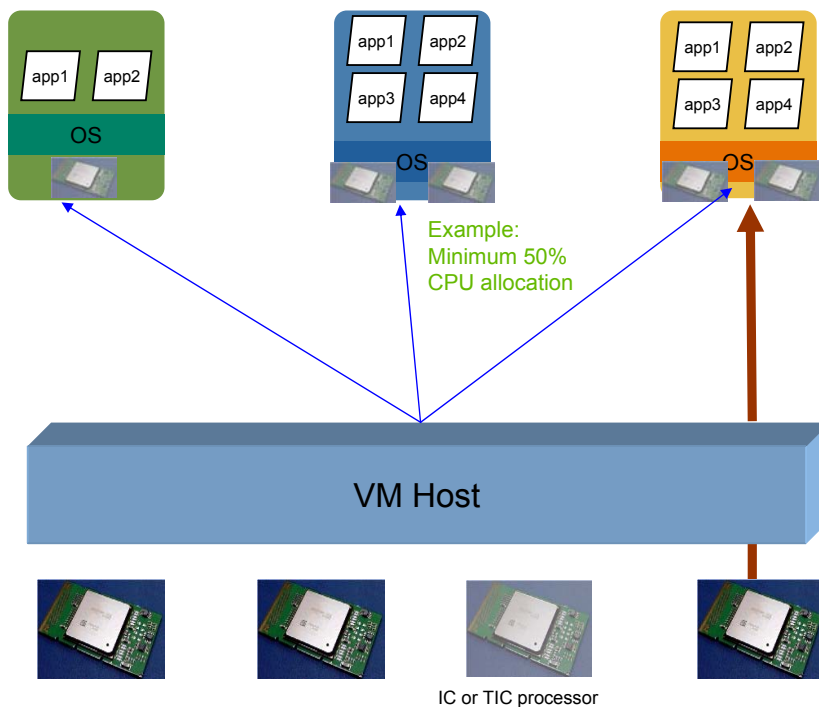 app1 app2
OS
app1 app2
app3 app4
OS
app1 app2
app3 app4
OS
Example:
Minimum 50%
CPU allocation
VM Host
IC or TIC processor